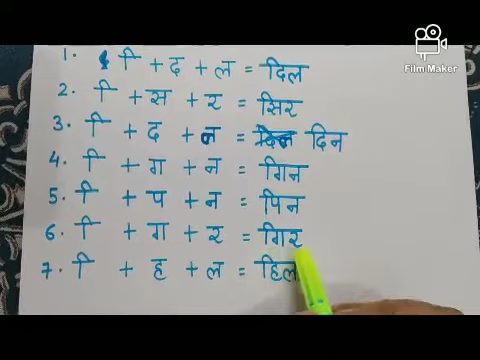 Film Maker
1. ि + द + ल = दिल
2. ि + स + र = सिर
3. ि + द + न = दिन
4. ि + ग + न = गिन
5. ि + प + न = पिन
6. ि + ग + र = गिर
7. ि + ह + ल = हिल